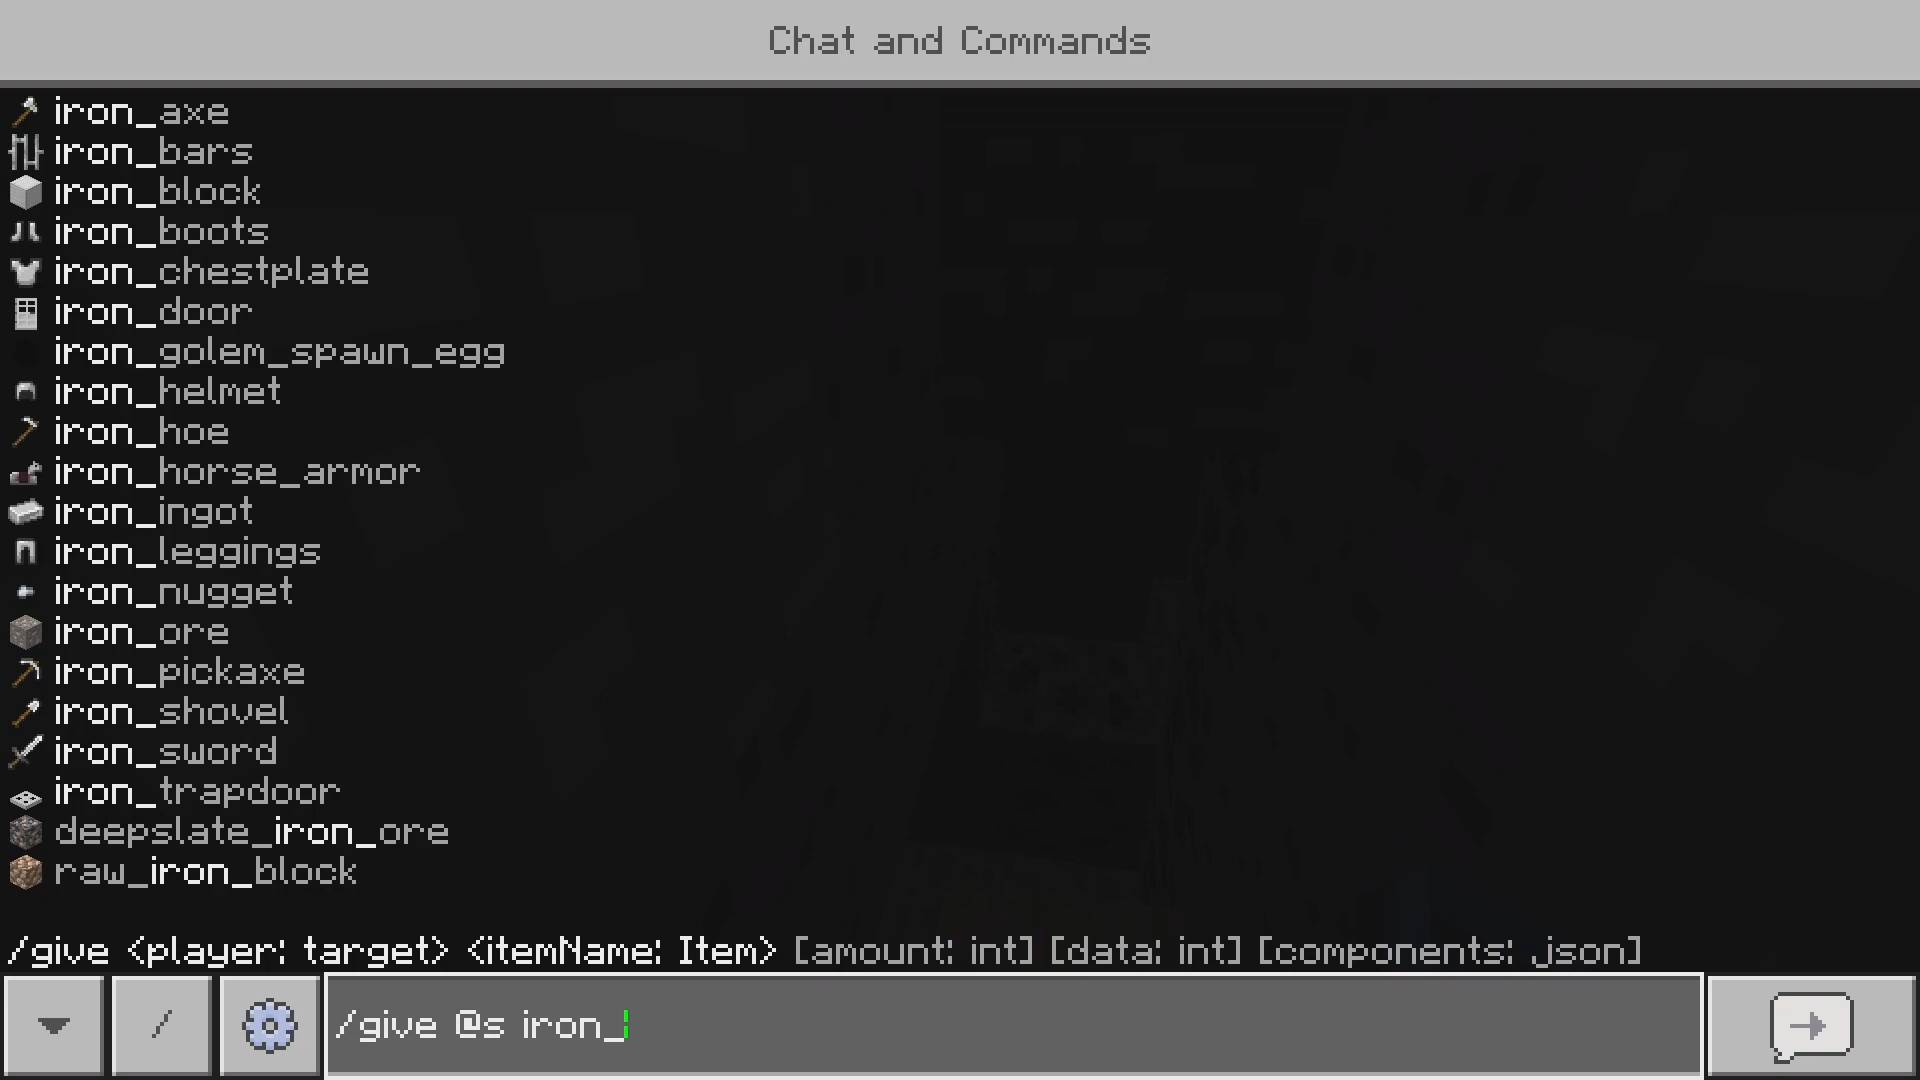 Chat and Commands
iron_axe
iron_bars
iron_block
iron_boots
iron_chestplate
iron_door
iron_golem_spawn_egg
iron_helmet
iron_hoe
iron_horse_armor
iron_ingot
iron_leggings
iron_nugget
iron_ore
iron_pickaxe
iron_shovel
iron_sword
iron_trapdoor
deepslate_iron_ore
raw_iron_block
/give <player: target> <itemName: Item> [amount: int] [data: int] [components: json]
/ /give @s iron_